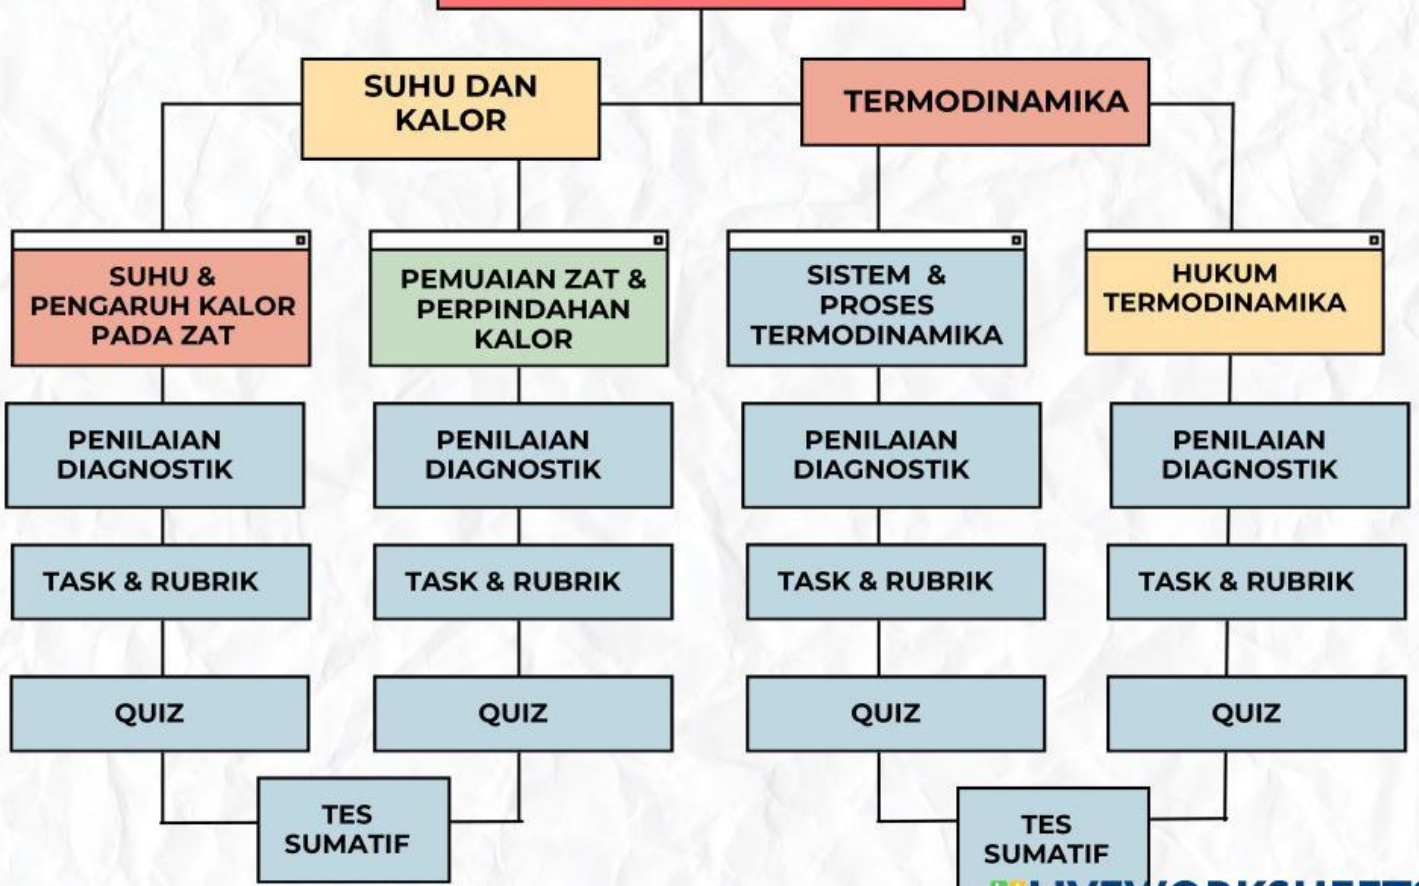 SUHU DAN
KALOR
TERMODINAMIKA
SUHU &
PENGARUH KALOR
PADA ZAT
PEMUAIAN ZAT &
PERPINDAHAN
KALOR
SISTEM &
PROSES
TERMODINAMIKA
HUKUM
TERMODINAMIKA
PENILAIAN
DIAGNOSTIK
PENILAIAN
DIAGNOSTIK
PENILAIAN
DIAGNOSTIK
PENILAIAN
DIAGNOSTIK
TASK & RUBRIK
TASK & RUBRIK
TASK & RUBRIK
TASK & RUBRIK
QUIZ
QUIZ
QUIZ
QUIZ
TES
SUMATIF
TES
SUMATIF
LIVEWORKSHEETS